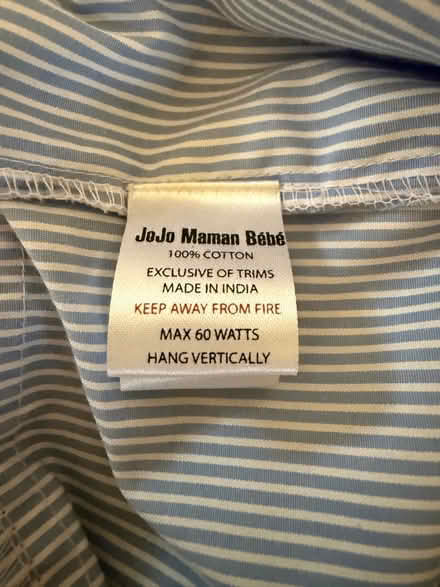 JoJo Maman Bébé
100% COTTON
EXCLUSIVE OF TRIMS
MADE IN INDIA
KEEP AWAY FROM FIRE
MAX 60 WATTS
HANG VERTICALLY